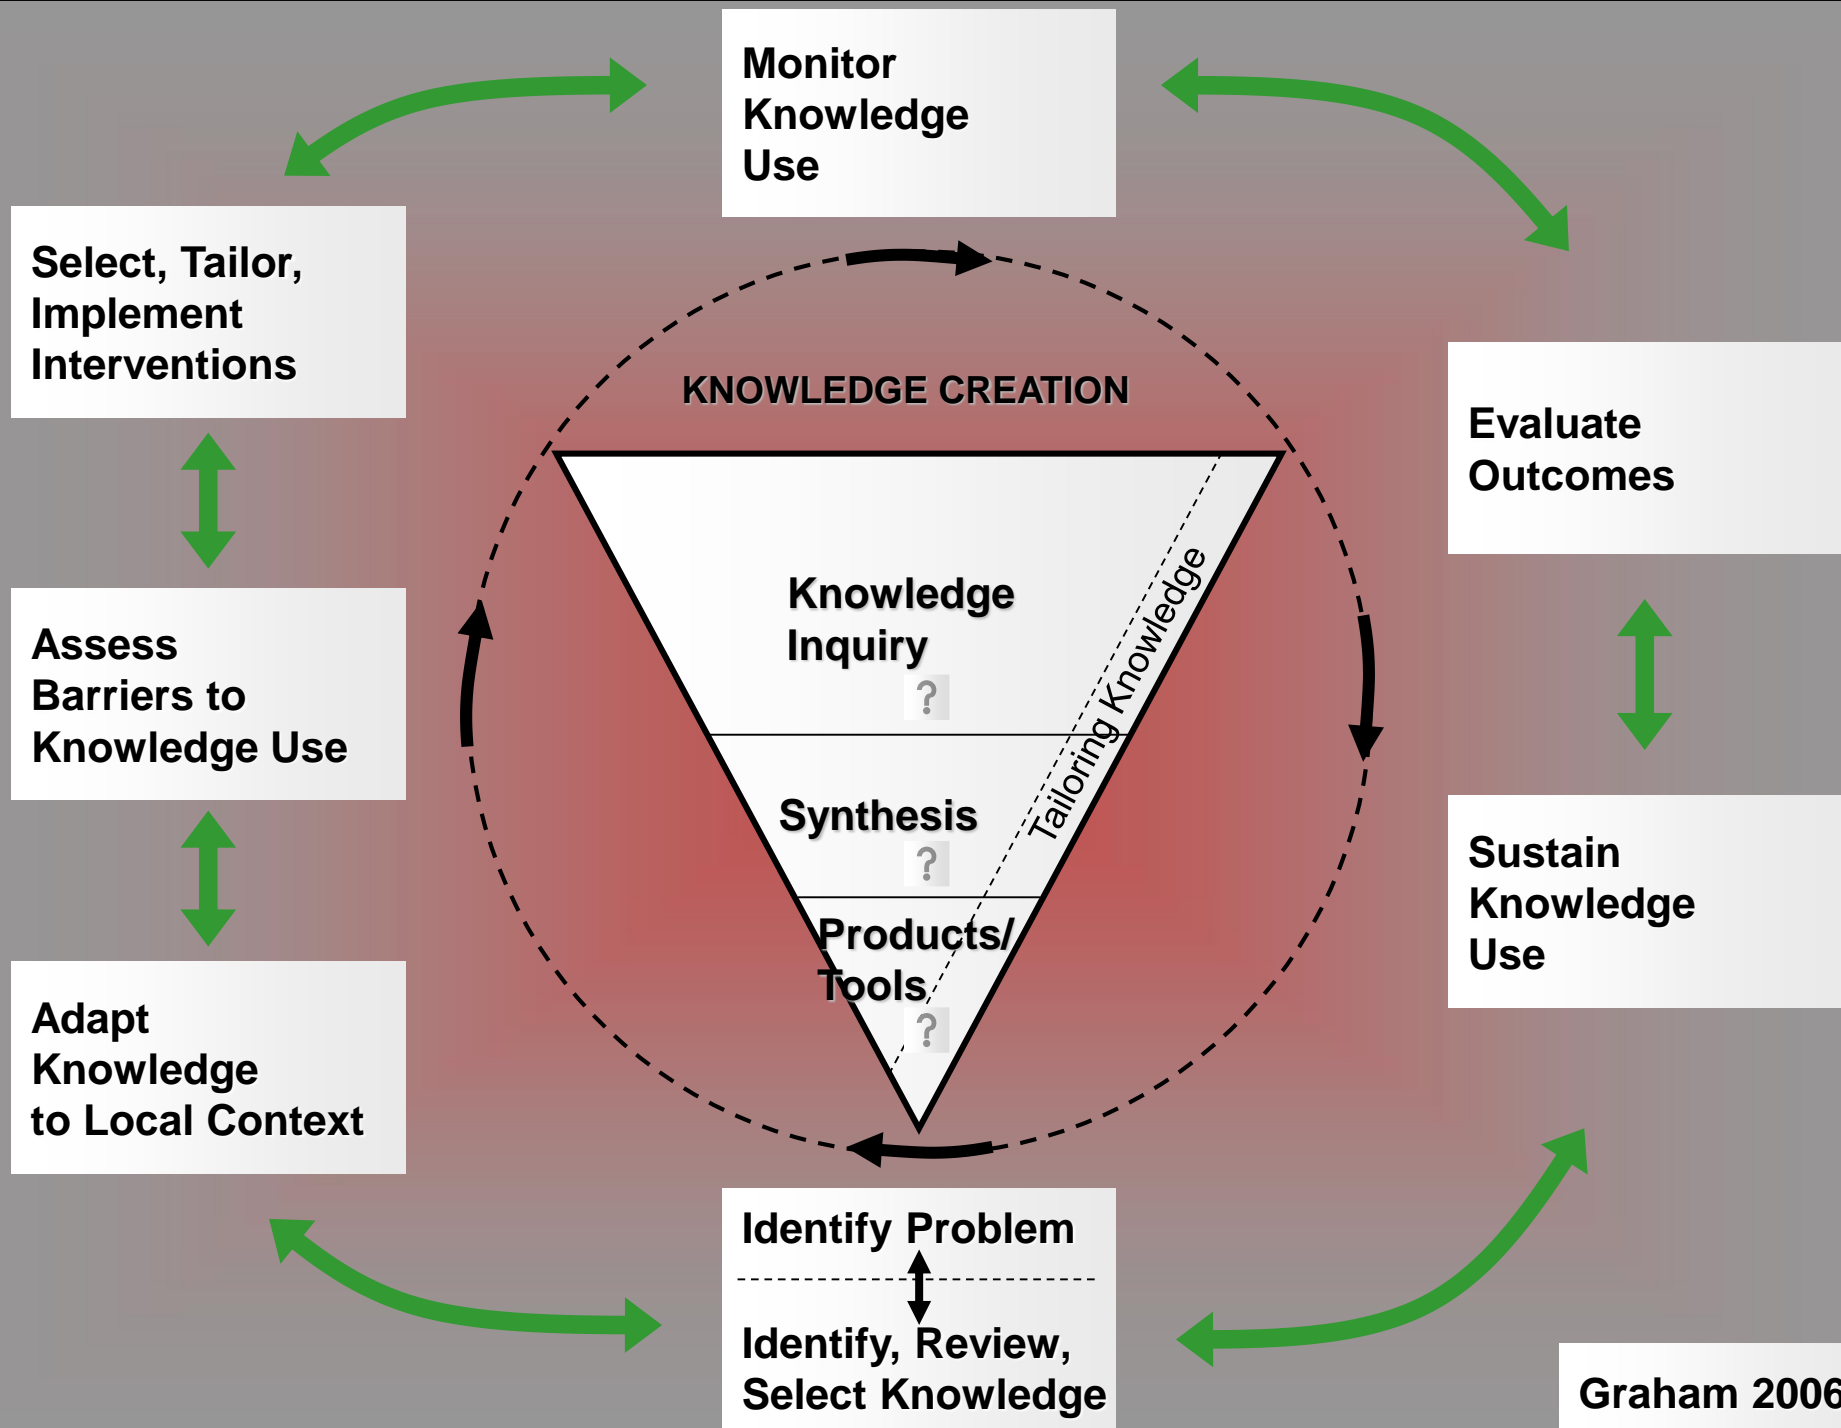 Monitor
Knowledge
Use
Select, Tailor,
Implement
Interventions
KNOWLEDGE CREATION
Evaluate
Outcomes
Knowledge
Inquiry
?
Tailoring Knowledge
Assess
Barriers to
Knowledge Use
Synthesis
?
Sustain
Knowledge
Use
Products/
Tools
?
Adapt
Knowledge
to Local Context
Identify Problem
Identify, Review,
Select Knowledge
Graham 2006